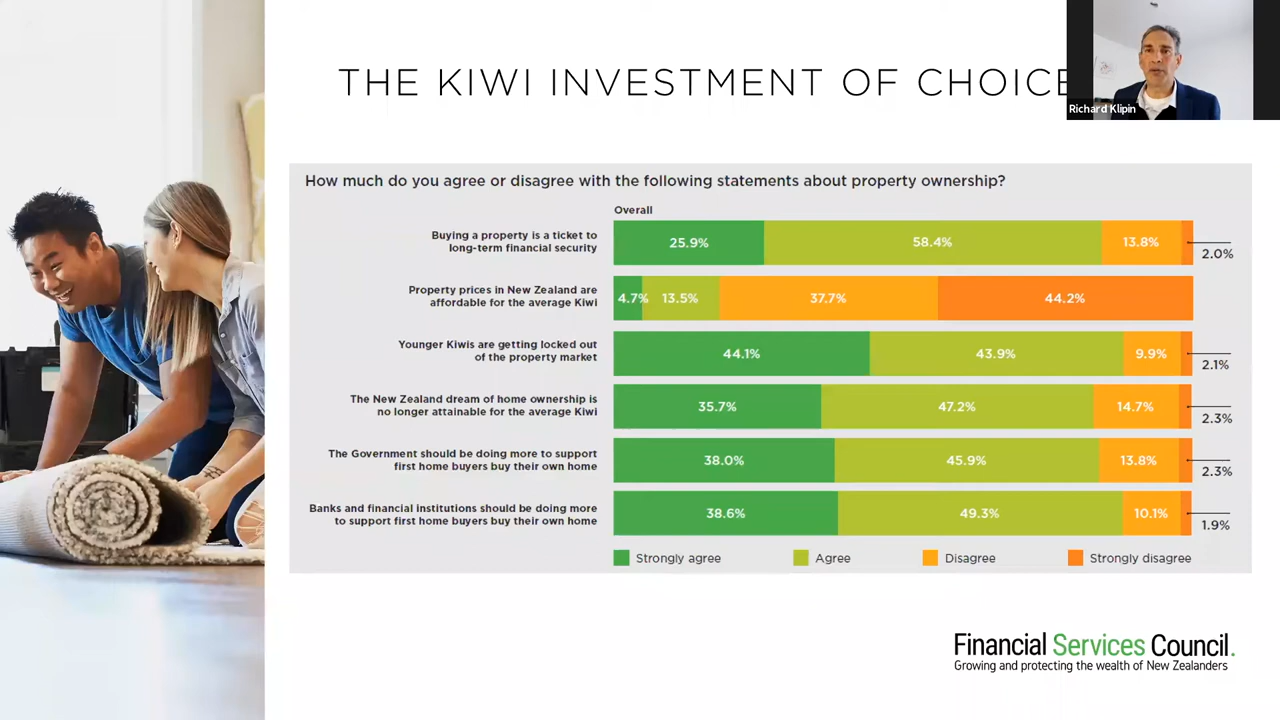 THE KIWI INVESTMENT OF CHOICE
Richard Klipin
How much do you agree or disagree with the following statements about property ownership?
Overall
Buying a property is a ticket to
long-term financial security
25.9% 58.4% 13.8% 2.0%
Property prices in New Zealand are
affordable for the average Kiwi
4.7% 13.5% 37.7% 44.2%
Younger Kiwis are getting locked out
of the property market
44.1% 43.9% 9.9% 2.1%
The New Zealand dream of home ownership is
no longer attainable for the average Kiwi
35.7% 47.2% 14.7% 2.3%
The Government should be doing more to support
first home buyers buy their own home
38.0% 45.9% 13.8% 2.3%
Banks and financial institutions should be doing more
to support first home buyers buy their own home
38.6% 49.3% 10.1% 1.9%
Strongly agree Agree Disagree Strongly disagree
Financial Services Council.
Growing and protecting the wealth of New Zealanders